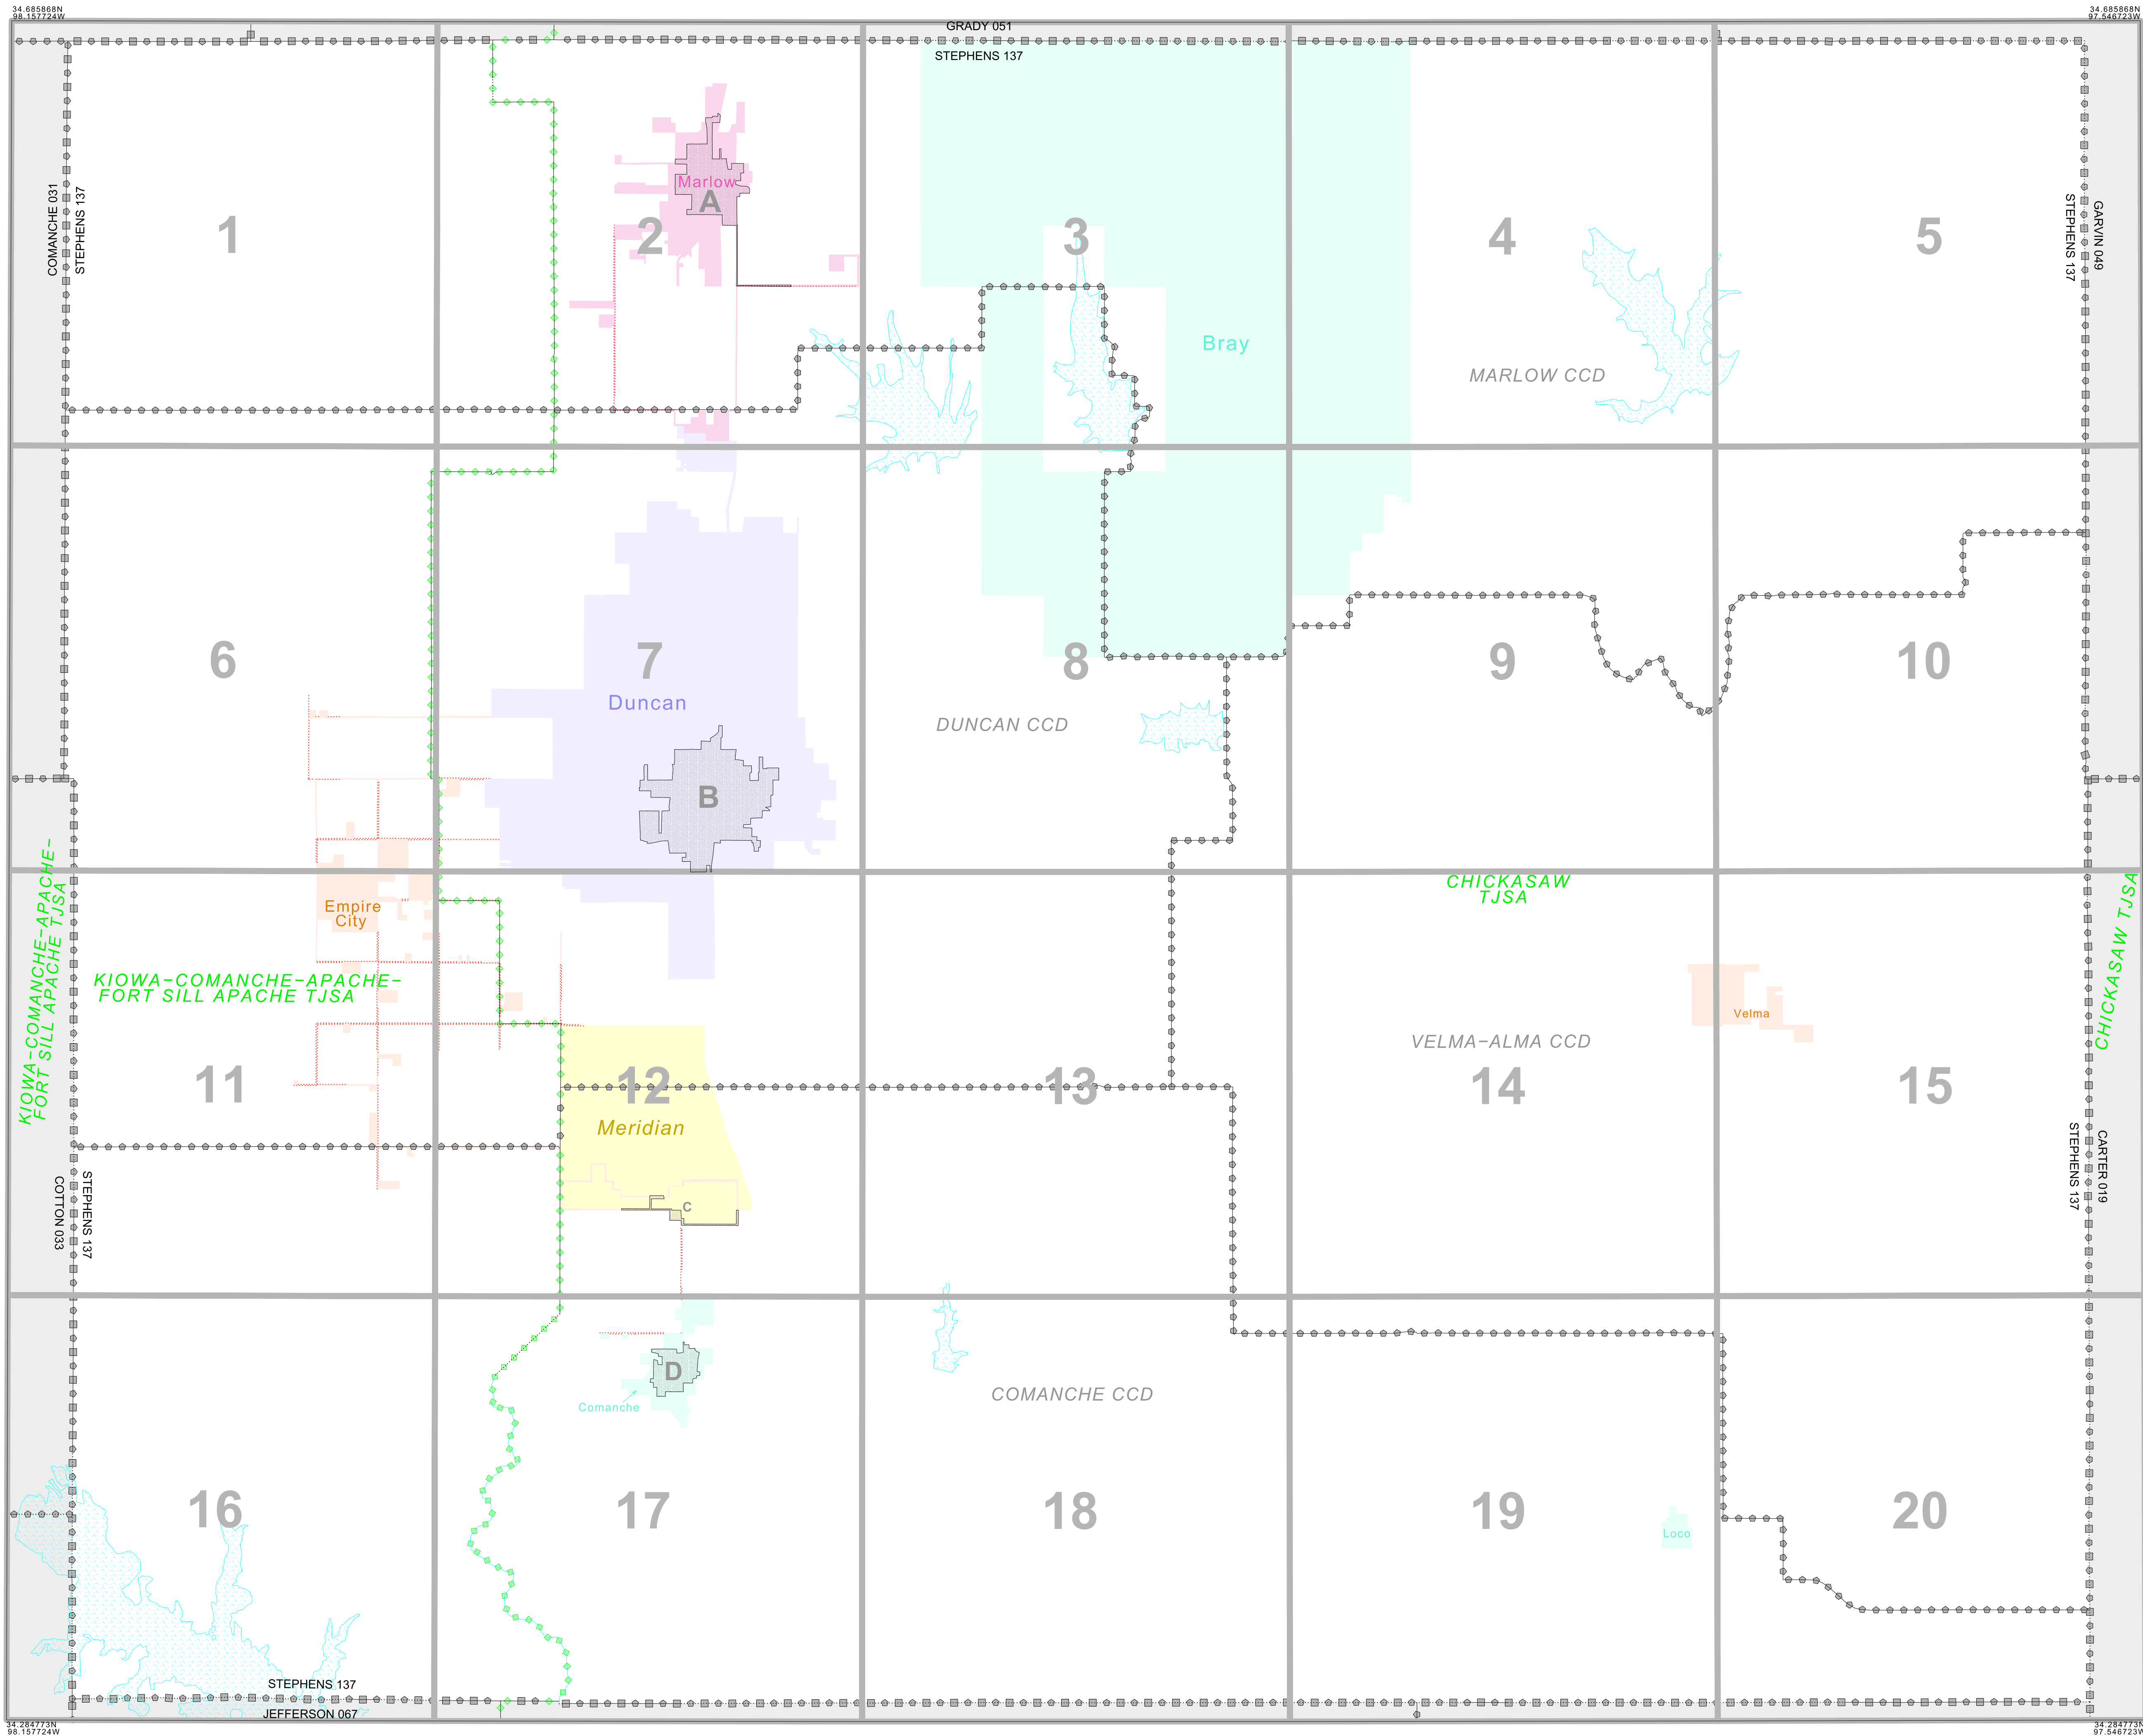 34.685868N
98.157724W
34.685868N
97.546723W
GRADY 051
STEPHENS 137
COMANCHE 031
STEPHENS 137
STEPHENS 137
GARVIN 049
Marlow
A
1
2
3
4
5
Bray
MARLOW CCD
6
7
8
9
10
Duncan
DUNCAN CCD
B
CHICKASAW
TJSA
KIOWA-COMANCHE-APACHE-
FORT SILL APACHE TJSA
CHICKASAW TJSA
Empire
City
KIOWA-COMANCHE-APACHE-
FORT SILL APACHE TJSA
Velma
VELMA-ALMA CCD
11
12
13
14
15
Meridian
C
COTTON 033
STEPHENS 137
STEPHENS 137
CARTER 019
D
Comanche
COMANCHE CCD
16
17
18
19
20
Loco
STEPHENS 137
JEFFERSON 067
34.284773N
98.157724W
34.284773N
97.546723W